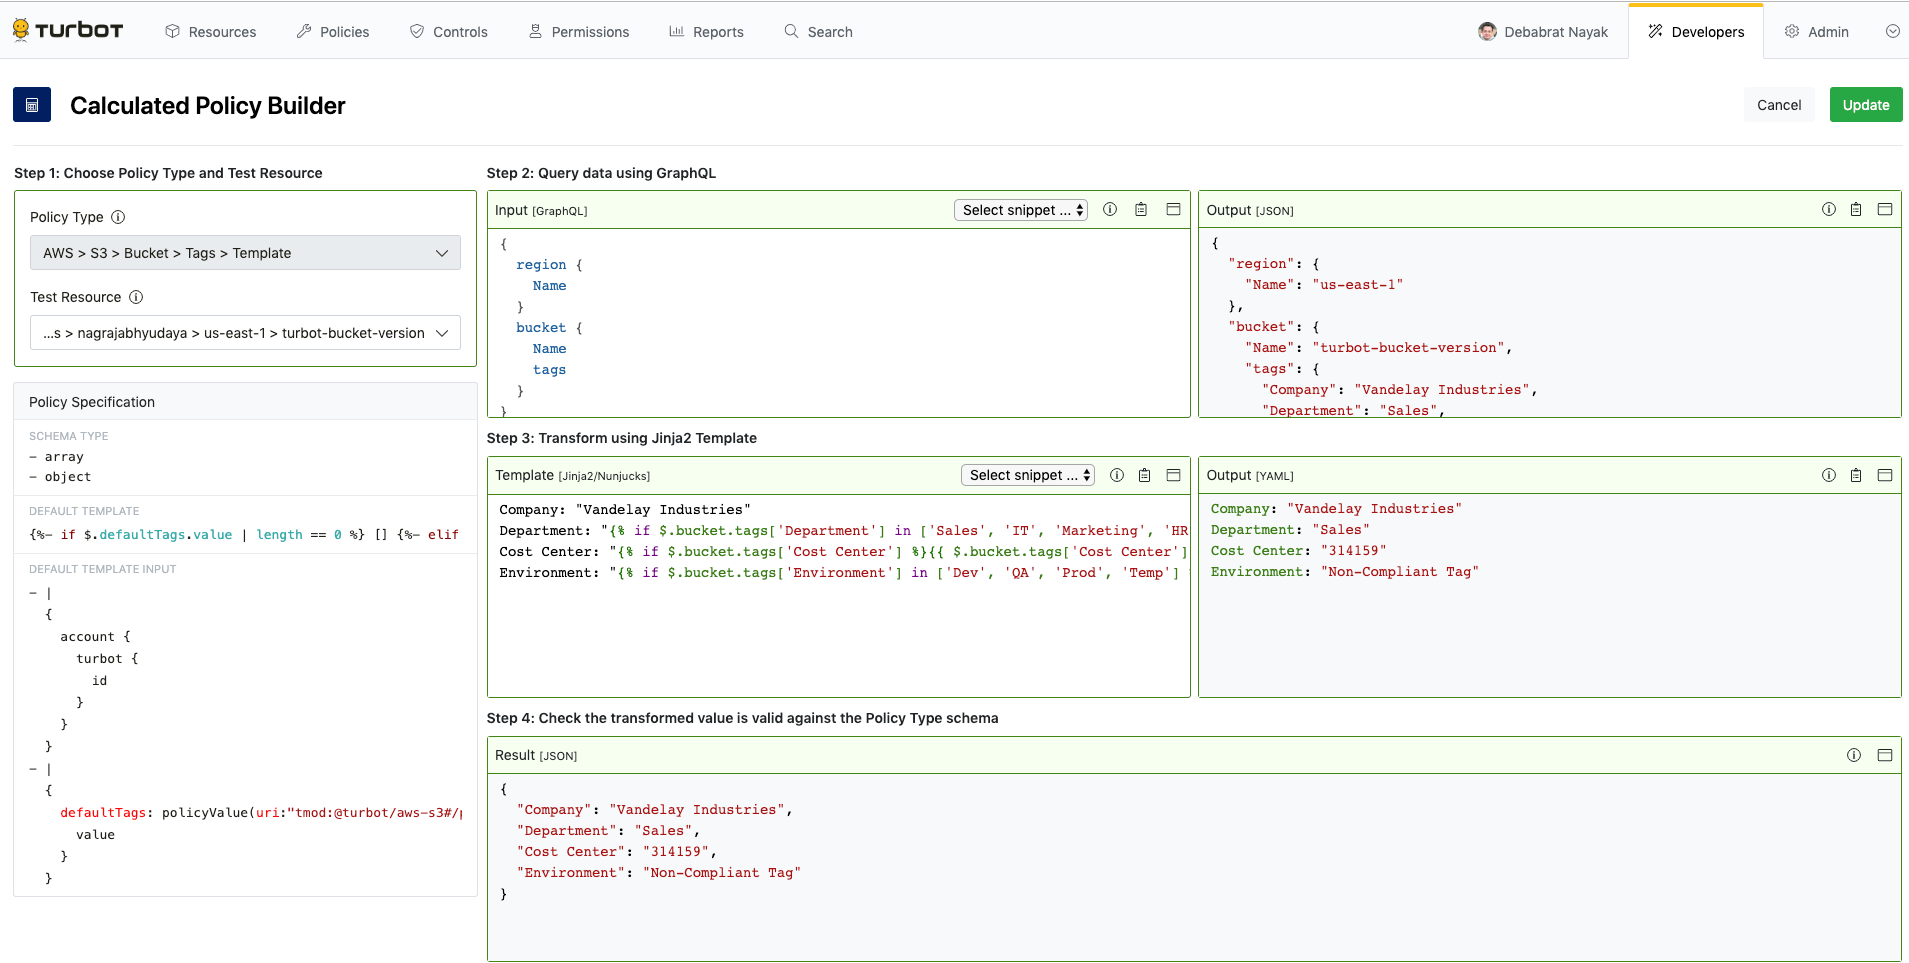 TURBOT
Resources
Policies
Controls
Permissions
Reports
Search
Debabrat Nayak
Developers
Admin
Calculated Policy Builder
Cancel
Update
Step 1: Choose Policy Type and Test Resource
Policy Type
AWS > S3 > Bucket > Tags > Template
Test Resource
...s > nagrajabhyudaya > us-east-1 > turbot-bucket-version
Policy Specification
SCHEMA TYPE
- array
- object
DEFAULT TEMPLATE
{%- if $.defaultTags.value | length == 0 %} [] {%- elif
DEFAULT TEMPLATE INPUT
- |
{
account {
turbot {
id
}
}
}
- |
{
defaultTags: policyValue(uri:"tmod:@turbot/aws-s3#/p
value
}
}
Step 2: Query data using GraphQL
Input [GraphQL]
Select snippet ...
{
region {
Name
}
bucket {
Name
tags
}
}
Output [JSON]
{
"region": {
"Name": "us-east-1"
},
"bucket": {
"Name": "turbot-bucket-version",
"tags": {
"Company": "Vandelay Industries",
"Department": "Sales",
Step 3: Transform using Jinja2 Template
Template [Jinja2/Nunjucks]
Select snippet ...
Company: "Vandelay Industries"
Department: "{% if $.bucket.tags['Department'] in ['Sales', 'IT', 'Marketing', 'HR
Cost Center: "{% if $.bucket.tags['Cost Center'] %}{{ $.bucket.tags['Cost Center']
Environment: "{% if $.bucket.tags['Environment'] in ['Dev', 'QA', 'Prod', 'Temp']
Output [YAML]
Company: "Vandelay Industries"
Department: "Sales"
Cost Center: "314159"
Environment: "Non-Compliant Tag"
Step 4: Check the transformed value is valid against the Policy Type schema
Result [JSON]
{
"Company": "Vandelay Industries",
"Department": "Sales",
"Cost Center": "314159",
"Environment": "Non-Compliant Tag"
}